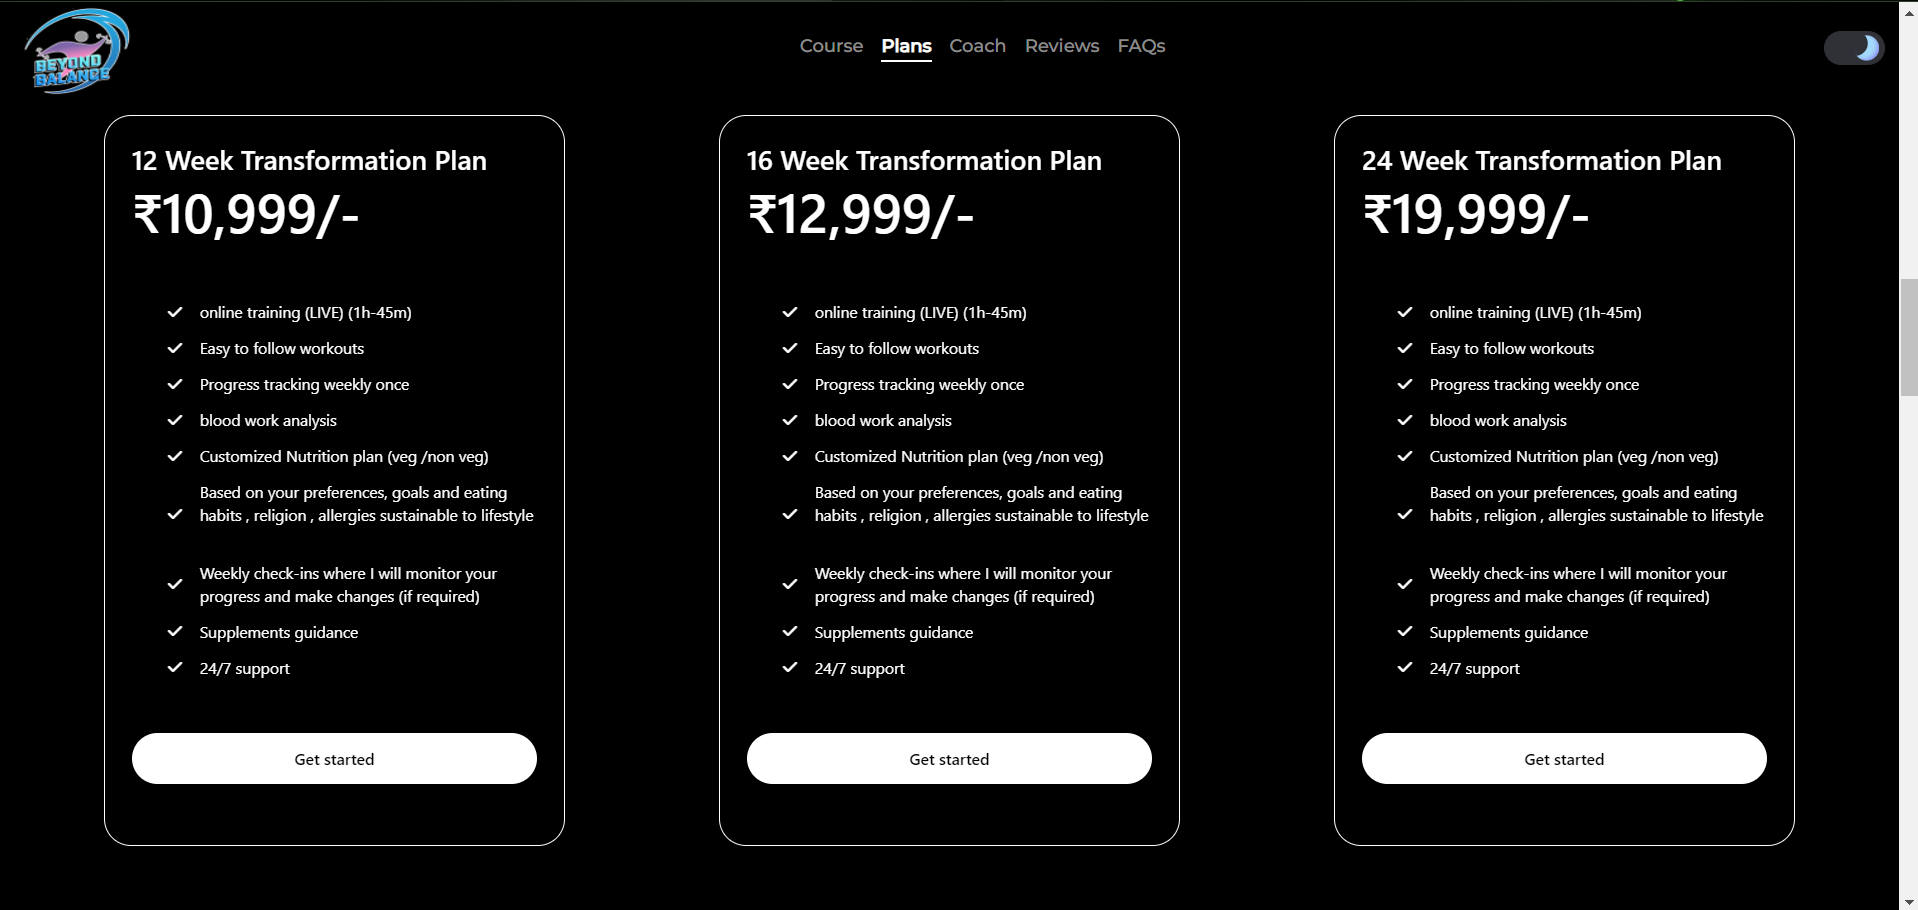 BEYOND
BALANCE
Course Plans Coach Reviews FAQs
12 Week Transformation Plan
₹10,999/-
online training (LIVE) (1h-45m)
Easy to follow workouts
Progress tracking weekly once
blood work analysis
Customized Nutrition plan (veg /non veg)
Based on your preferences, goals and eating
habits , religion , allergies sustainable to lifestyle
Weekly check-ins where I will monitor your
progress and make changes (if required)
Supplements guidance
24/7 support
Get started
16 Week Transformation Plan
₹12,999/-
online training (LIVE) (1h-45m)
Easy to follow workouts
Progress tracking weekly once
blood work analysis
Customized Nutrition plan (veg /non veg)
Based on your preferences, goals and eating
habits , religion , allergies sustainable to lifestyle
Weekly check-ins where I will monitor your
progress and make changes (if required)
Supplements guidance
24/7 support
Get started
24 Week Transformation Plan
₹19,999/-
online training (LIVE) (1h-45m)
Easy to follow workouts
Progress tracking weekly once
blood work analysis
Customized Nutrition plan (veg /non veg)
Based on your preferences, goals and eating
habits , religion , allergies sustainable to lifestyle
Weekly check-ins where I will monitor your
progress and make changes (if required)
Supplements guidance
24/7 support
Get started